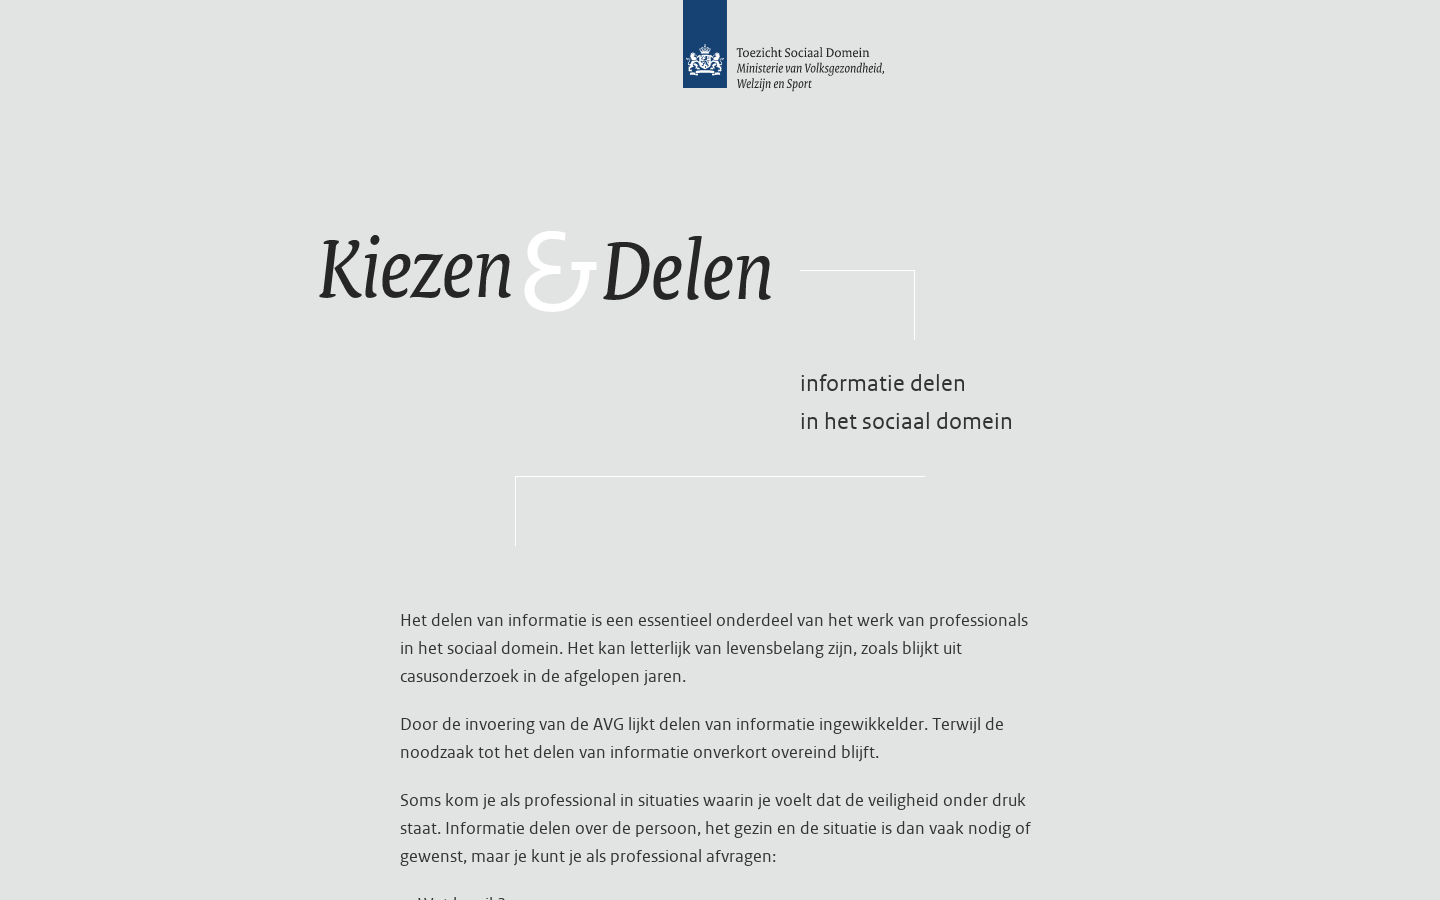 Toezicht Sociaal Domein
Ministerie van Volksgezondheid,
Welzijn en Sport
Kiezen & Delen
informatie delen
in het sociaal domein
Het delen van informatie is een essentieel onderdeel van het werk van professionals
in het sociaal domein. Het kan letterlijk van levensbelang zijn, zoals blijkt uit
casusonderzoek in de afgelopen jaren.
Door de invoering van de AVG lijkt delen van informatie ingewikkelder. Terwijl de
noodzaak tot het delen van informatie onverkort overeind blijft.
Soms kom je als professional in situaties waarin je voelt dat de veiligheid onder druk
staat. Informatie delen over de persoon, het gezin en de situatie is dan vaak nodig of
gewenst, maar je kunt je als professional afvragen: